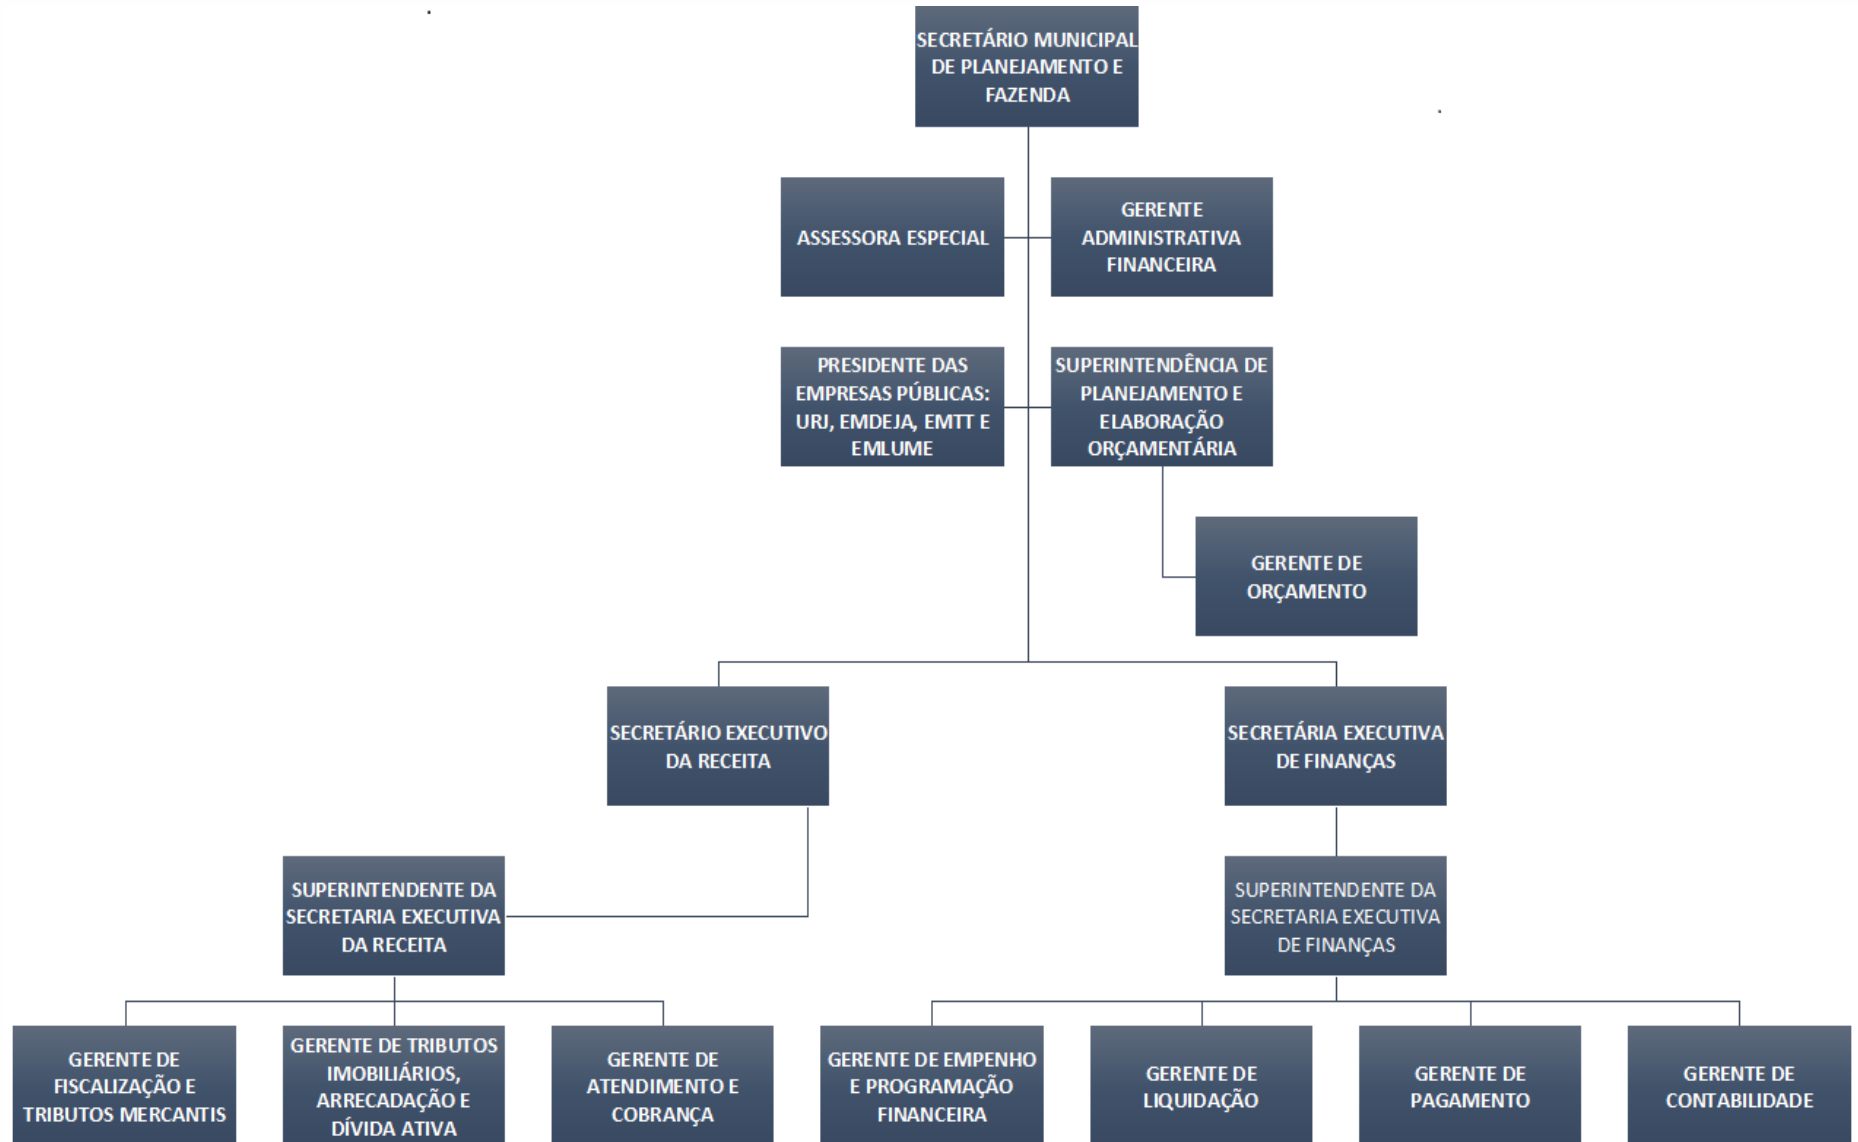 SECRETÁRIO MUNICIPAL
DE PLANEJAMENTO E
FAZENDA
ASSESSORA ESPECIAL
GERENTE
ADMINISTRATIVA
FINANCEIRA
PRESIDENTE DAS
EMPRESAS PÚBLICAS:
URJ, EMDEJA, EMTT E
EMLUME
SUPERINTENDÊNCIA DE
PLANEJAMENTO E
ELABORAÇÃO
ORÇAMENTÁRIA
GERENTE DE
ORÇAMENTO
SECRETÁRIO EXECUTIVO
DA RECEITA
SECRETÁRIA EXECUTIVA
DE FINANÇAS
SUPERINTENDENTE DA
SECRETARIA EXECUTIVA
DA RECEITA
SUPERINTENDENTE DA
SECRETARIA EXECUTIVA
DE FINANÇAS
GERENTE DE
FISCALIZAÇÃO E
TRIBUTOS MERCANTIS
GERENTE DE TRIBUTOS
IMOBILIÁRIOS,
ARRECADAÇÃO E
DÍVIDA ATIVA
GERENTE DE
ATENDIMENTO E
COBRANÇA
GERENTE DE EMPENHO
E PROGRAMAÇÃO
FINANCEIRA
GERENTE DE
LIQUIDAÇÃO
GERENTE DE
PAGAMENTO
GERENTE DE
CONTABILIDADE